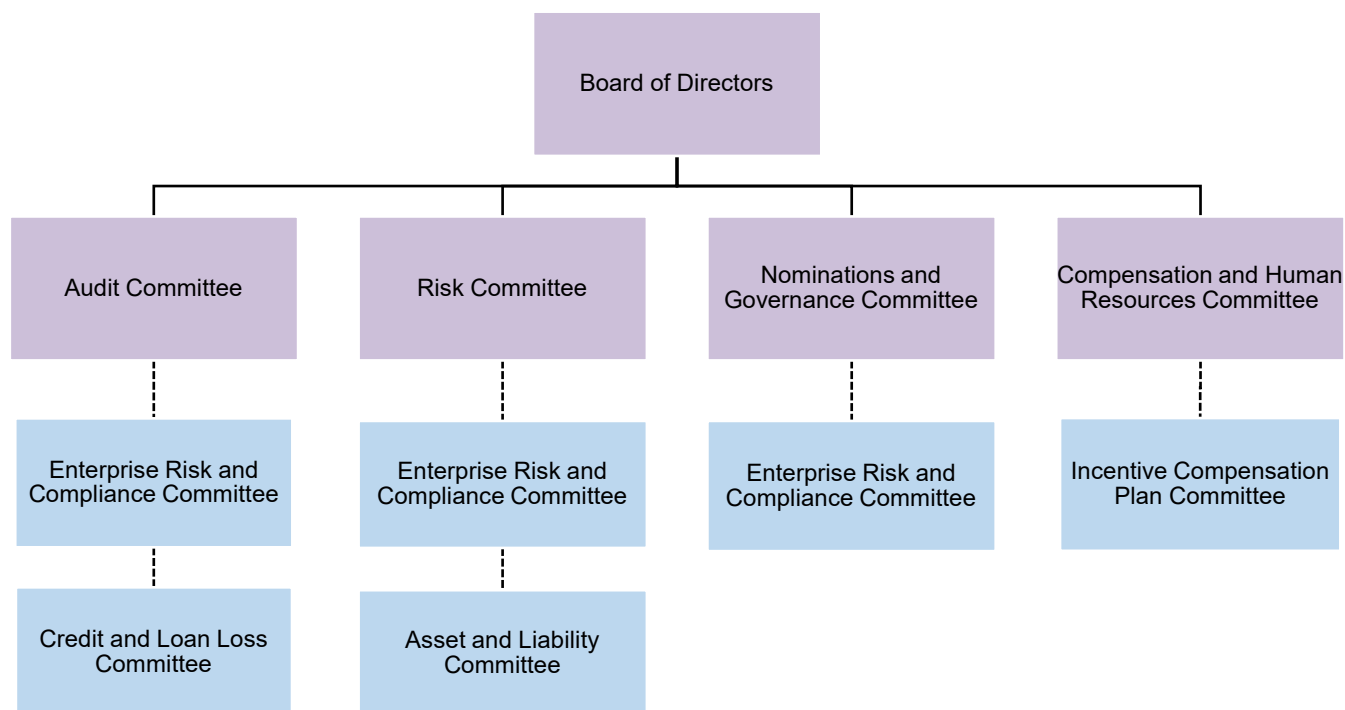 Board of Directors
Audit Committee
Risk Committee
Nominations and
Governance Committee
Compensation and Human
Resources Committee
Enterprise Risk and
Compliance Committee
Enterprise Risk and
Compliance Committee
Enterprise Risk and
Compliance Committee
Incentive Compensation
Plan Committee
Credit and Loan Loss
Committee
Asset and Liability
Committee